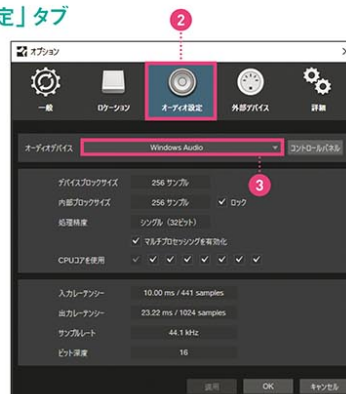 定」タブ
2
オプション
一般 ロケーション オーディオ設定 外部デバイス 詳細
オーディオデバイス Windows Audio コントロールパネル
3
デバイスブロックサイズ 256 サンプル
内部ブロックサイズ 256 サンプル ロック
処理精度 シングル（32ビット）
マルチプロセッシングを有効化
CPUコアを使用
入力レーテンシー 10.00 ms / 441 samples
出力レーテンシー 23.22 ms / 1024 samples
サンプルレート 44.1 kHz
ビット深度 16
適用 OK キャンセル